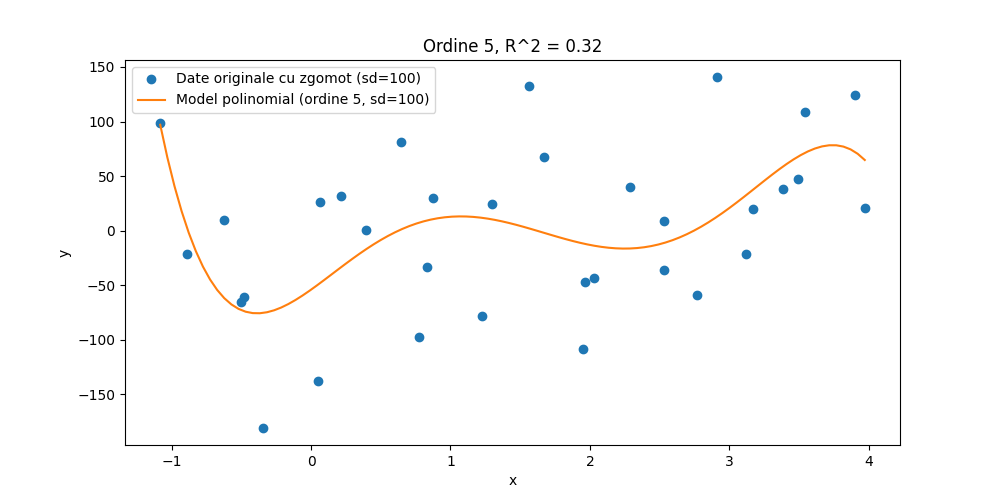 Ordine 5, R^2 = 0.32
Date originale cu zgomot (sd=100)
Model polinomial (ordine 5, sd=100)
150
100
50
0
−50
−100
−150
y
−1
0
1
2
3
4
x